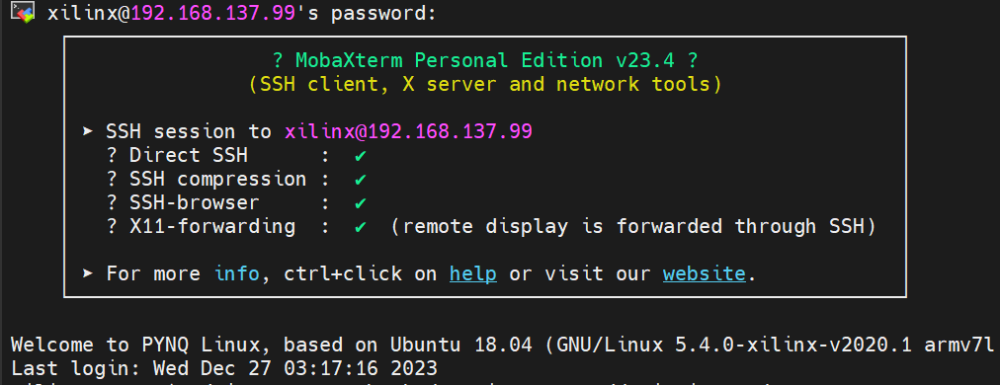 xilinx@192.168.137.99's password:
? MobaXterm Personal Edition v23.4 ?
(SSH client, X server and network tools)
➤ SSH session to xilinx@192.168.137.99
? Direct SSH : ✔
? SSH compression : ✔
? SSH-browser : ✔
? X11-forwarding : ✔ (remote display is forwarded through SSH)
➤ For more info, ctrl+click on help or visit our website.
Welcome to PYNQ Linux, based on Ubuntu 18.04 (GNU/Linux 5.4.0-xilinx-v2020.1 armv7l
Last login: Wed Dec 27 03:17:16 2023